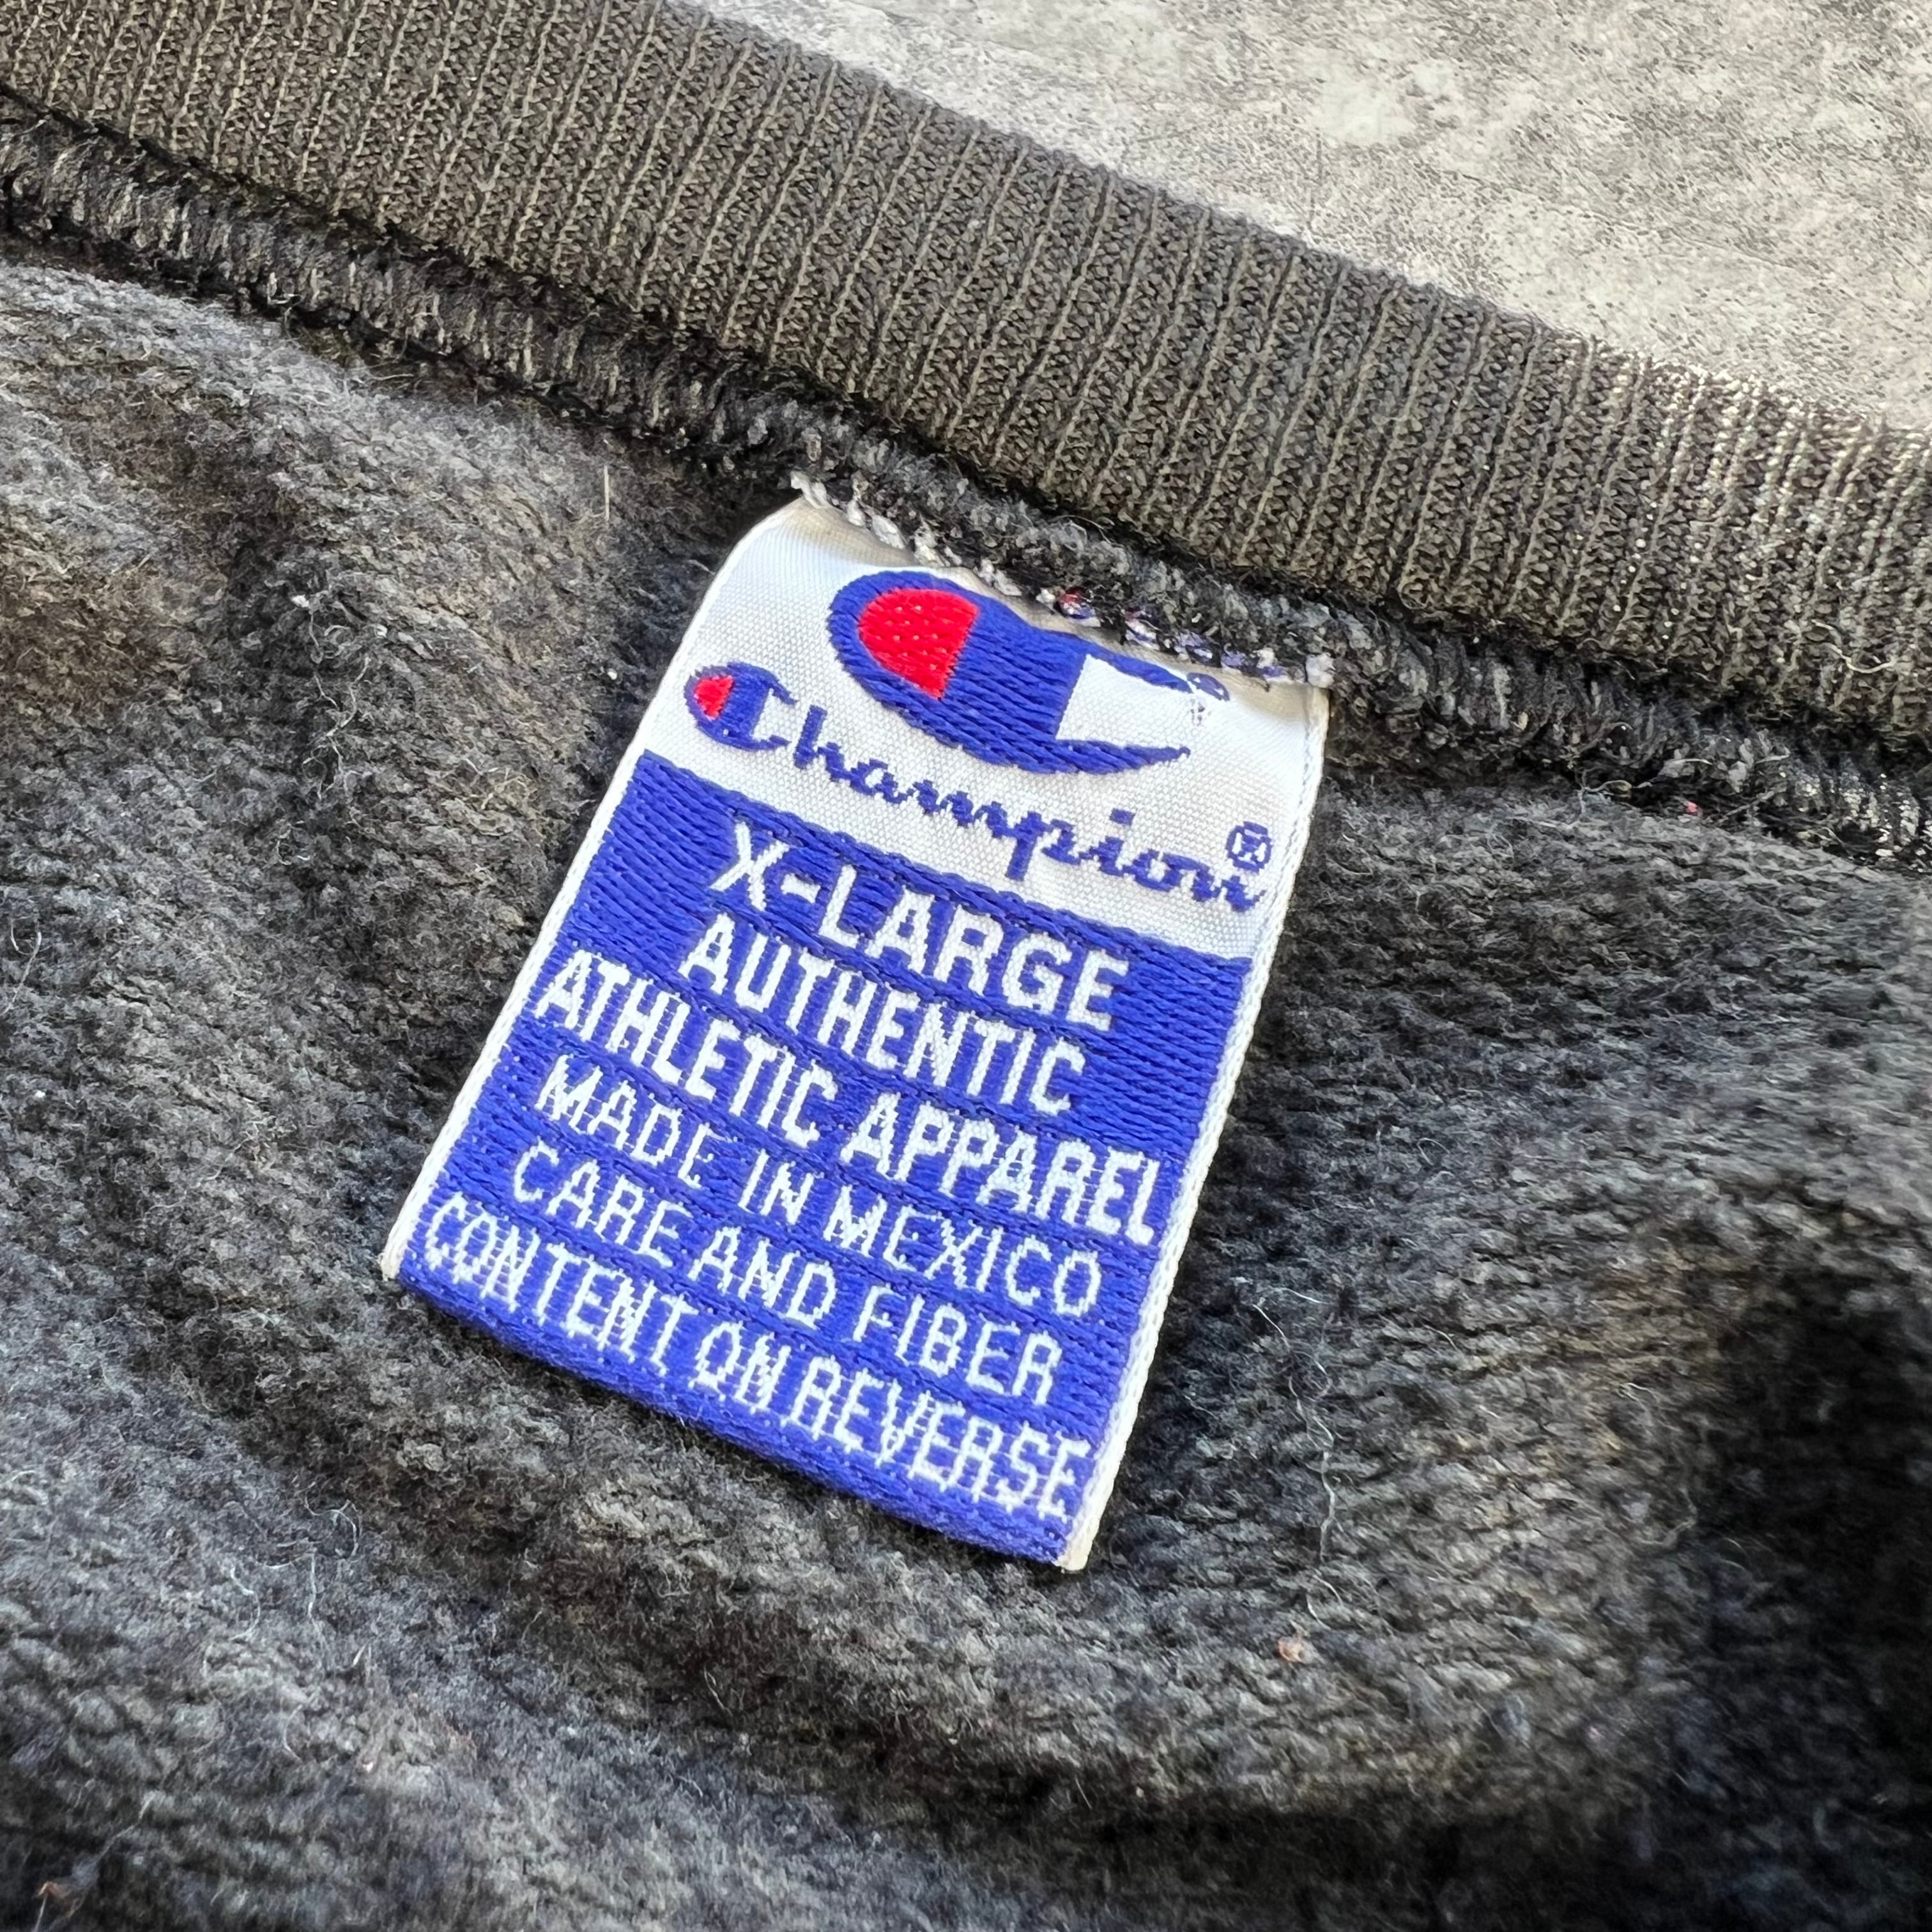 Champion®
X-LARGE
AUTHENTIC
ATHLETIC APPAREL
MADE IN MEXICO
CARE AND FIBER
CONTENT ON REVERSE